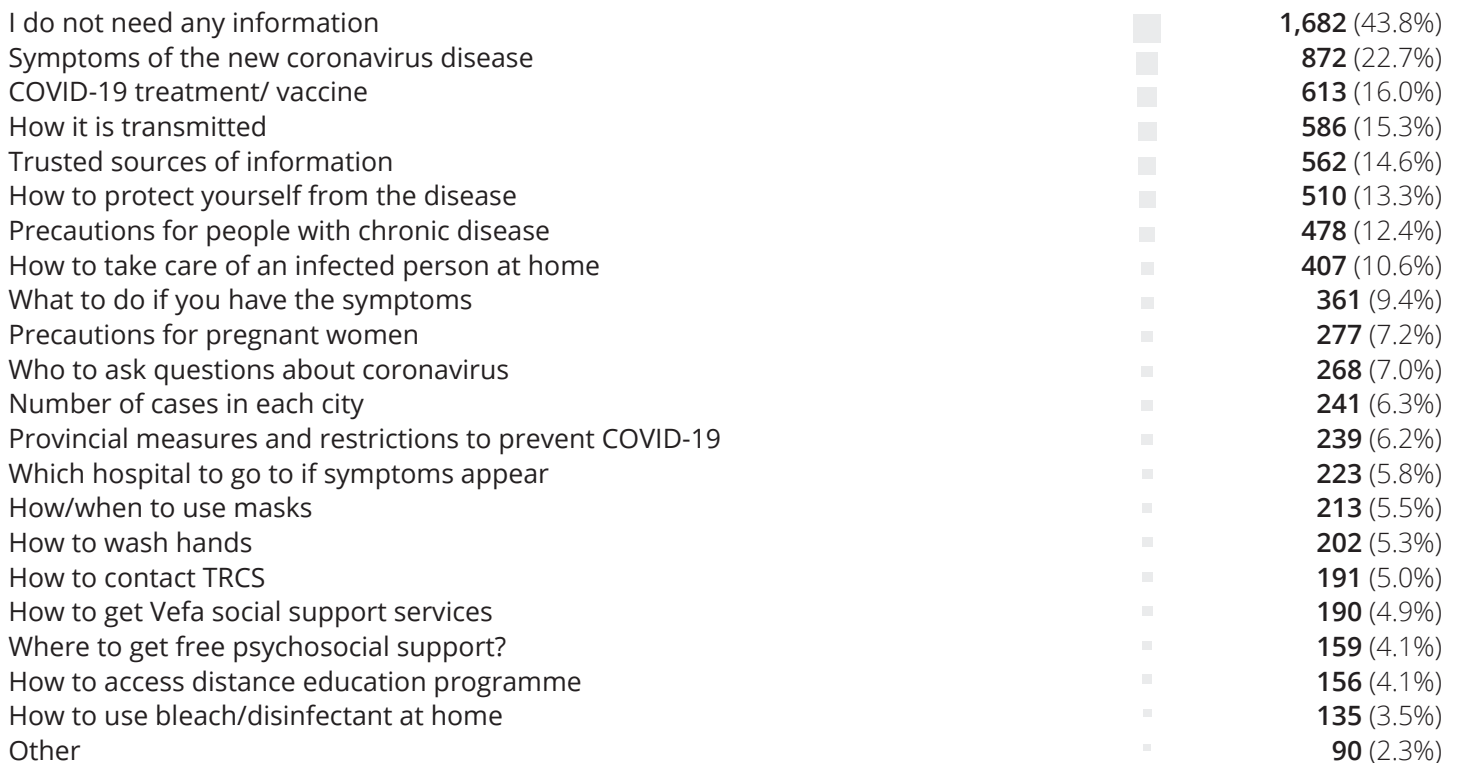 I do not need any information 1,682 (43.8%)
Symptoms of the new coronavirus disease 872 (22.7%)
COVID-19 treatment/ vaccine 613 (16.0%)
How it is transmitted 586 (15.3%)
Trusted sources of information 562 (14.6%)
How to protect yourself from the disease 510 (13.3%)
Precautions for people with chronic disease 478 (12.4%)
How to take care of an infected person at home 407 (10.6%)
What to do if you have the symptoms 361 (9.4%)
Precautions for pregnant women 277 (7.2%)
Who to ask questions about coronavirus 268 (7.0%)
Number of cases in each city 241 (6.3%)
Provincial measures and restrictions to prevent COVID-19 239 (6.2%)
Which hospital to go to if symptoms appear 223 (5.8%)
How/when to use masks 213 (5.5%)
How to wash hands 202 (5.3%)
How to contact TRCS 191 (5.0%)
How to get Vefa social support services 190 (4.9%)
Where to get free psychosocial support? 159 (4.1%)
How to access distance education programme 156 (4.1%)
How to use bleach/disinfectant at home 135 (3.5%)
Other 90 (2.3%)